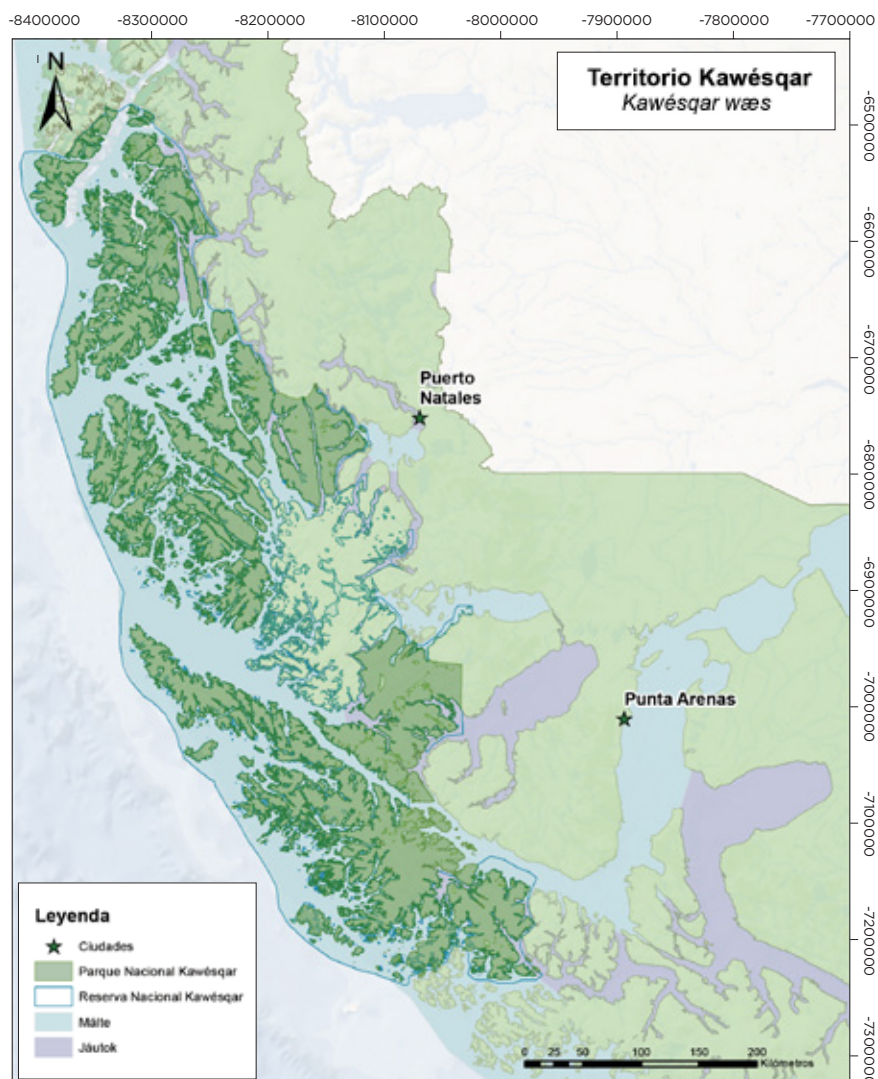 -8400000 -8300000 -8200000 -8100000 -8000000 -7900000 -7800000 -7700000
N
Territorio Kawésqar
Kawésqar wæs
-6500000
-6600000
-6700000
-6800000
-6900000
-7000000
-7100000
-7200000
-7300000
Puerto
Natales
Punta Arenas
Leyenda
Ciudades
Parque Nacional Kawésqar
Reserva Nacional Kawésqar
Málte
Jáutok
0 25 50 100 150 200
Kilómetros